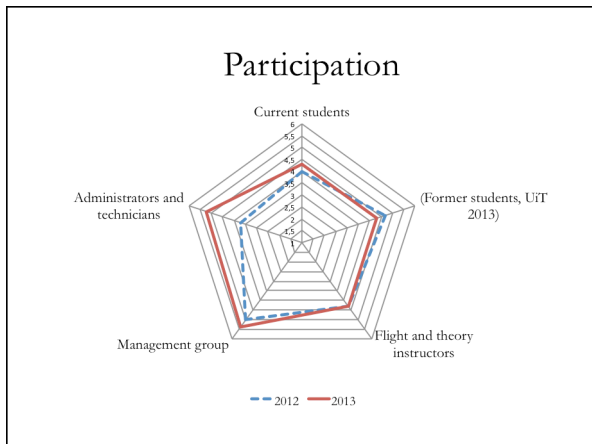 Participation
Current students
6
5,5
5
4,5
4
3,5
3
2,5
2
1,5
1
Administrators and
technicians
(Former students, UiT
2013)
Management group
Flight and theory
instructors
2012
2013